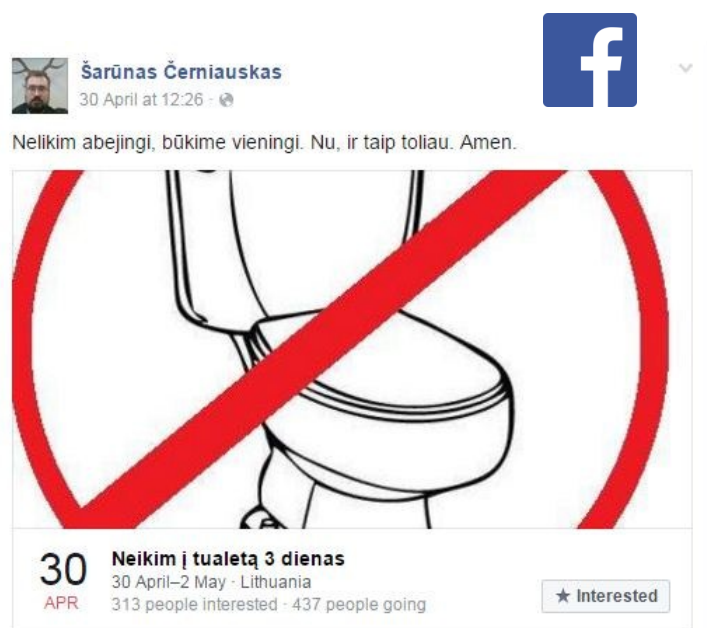 Šarūnas Černiauskas
30 April at 12:26 ·
Nelikim abejingi, būkime vieningi. Nu, ir taip toliau. Amen.
30
APR
Neikim į tualetą 3 dienas
30 April–2 May · Lithuania
313 people interested · 437 people going
★ Interested